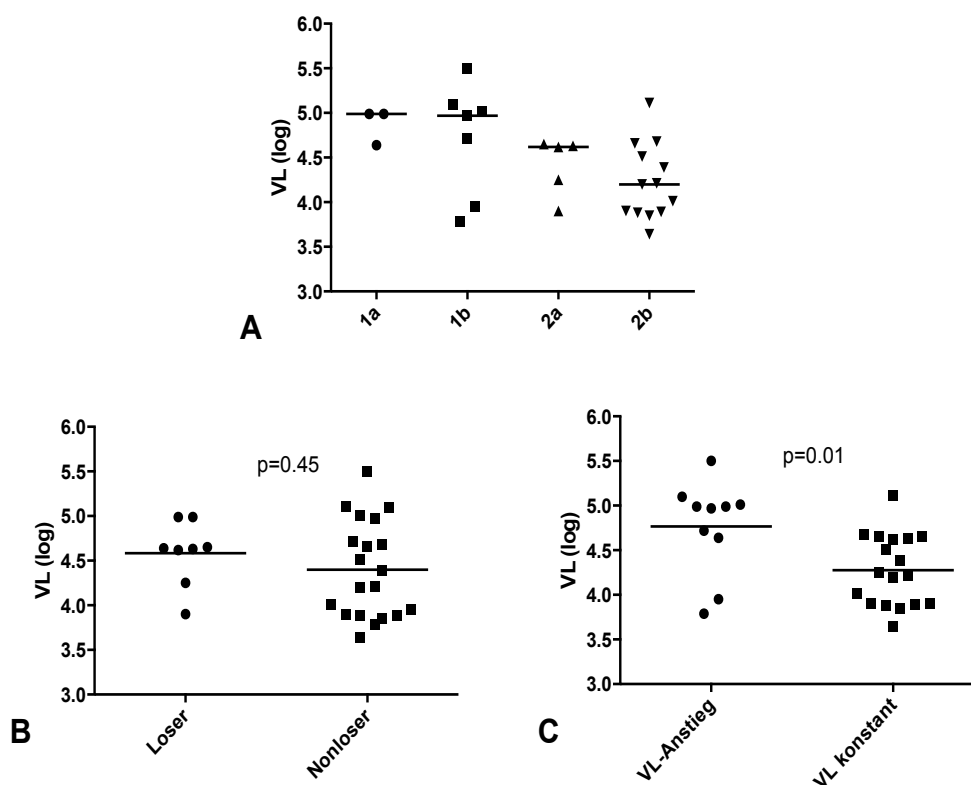 6.0
5.5
5.0
4.5
4.0
3.5
3.0
VL (log)
1a
1b
2a
2b
A
6.0
5.5
5.0
4.5
4.0
3.5
3.0
VL (log)
p=0.45
Loser
Nonloser
B
6.0
5.5
5.0
4.5
4.0
3.5
3.0
VL (log)
p=0.01
VL-Anstieg
VL konstant
C